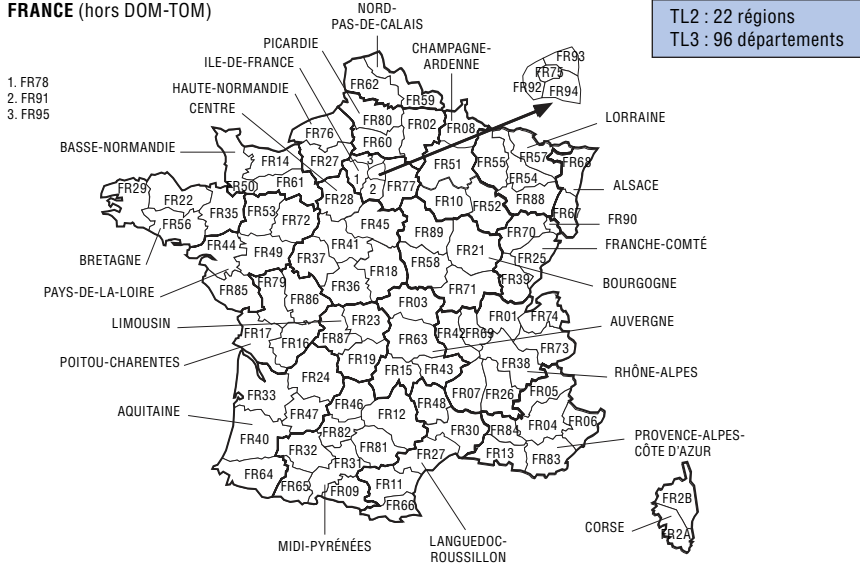 FRANCE (hors DOM-TOM)
TL2 : 22 régions
TL3 : 96 départements
1. FR78
2. FR91
3. FR95
NORD-
PAS-DE-CALAIS
PICARDIE
CHAMPAGNE-
ARDENNE
ILE-DE-FRANCE
HAUTE-NORMANDIE
CENTRE
BASSE-NORMANDIE
LORRAINE
ALSACE
FR90
FRANCHE-COMTÉ
BRETAGNE
PAYS-DE-LA-LOIRE
BOURGOGNE
LIMOUSIN
AUVERGNE
POITOU-CHARENTES
RHÔNE-ALPES
AQUITAINE
PROVENCE-ALPES-
CÔTE D'AZUR
MIDI-PYRÉNÉES
LANGUEDOC-
ROUSSILLON
CORSE
FR93
FR75
FR92
FR94
FR62
FR59
FR80
FR02
FR08
FR76
FR60
FR27
3
1
2
FR77
FR14
FR50
FR61
FR28
FR51
FR55
FR57
FR54
FR68
FR67
FR88
FR10
FR52
FR29
FR22
FR56
FR35
FR53
FR72
FR45
FR89
FR70
FR44
FR49
FR37
FR41
FR58
FR21
FR25
FR85
FR79
FR86
FR36
FR18
FR71
FR39
FR03
FR17
FR16
FR87
FR23
FR63
FR42
FR69
FR01
FR74
FR73
FR19
FR15
FR43
FR38
FR24
FR33
FR47
FR46
FR12
FR48
FR07
FR26
FR05
FR40
FR32
FR82
FR81
FR30
FR84
FR04
FR06
FR64
FR65
FR31
FR09
FR11
FR27
FR66
FR13
FR83
FR2B
FR2A